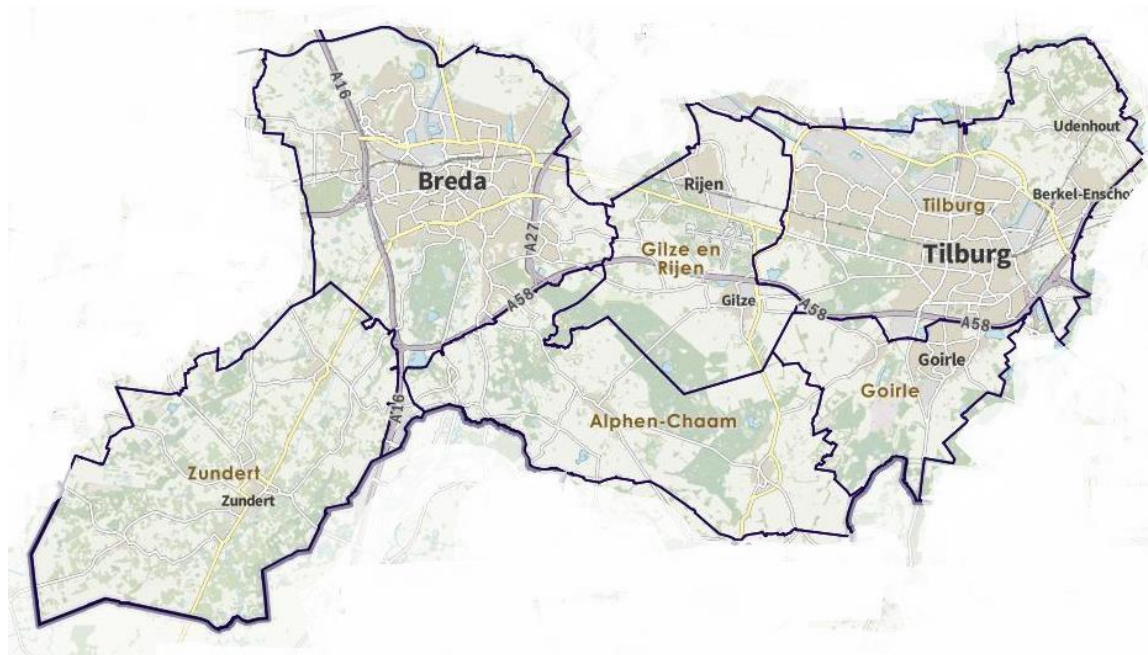 A16
Udenhout
Breda
Rijen
Berkel-Enscho
Tilburg
A27
Gilze en
Rijen
Tilburg
A58
Gilze
A58
A58
Goirle
Goirle
A16
Alphen-Chaam
Zundert
Zundert